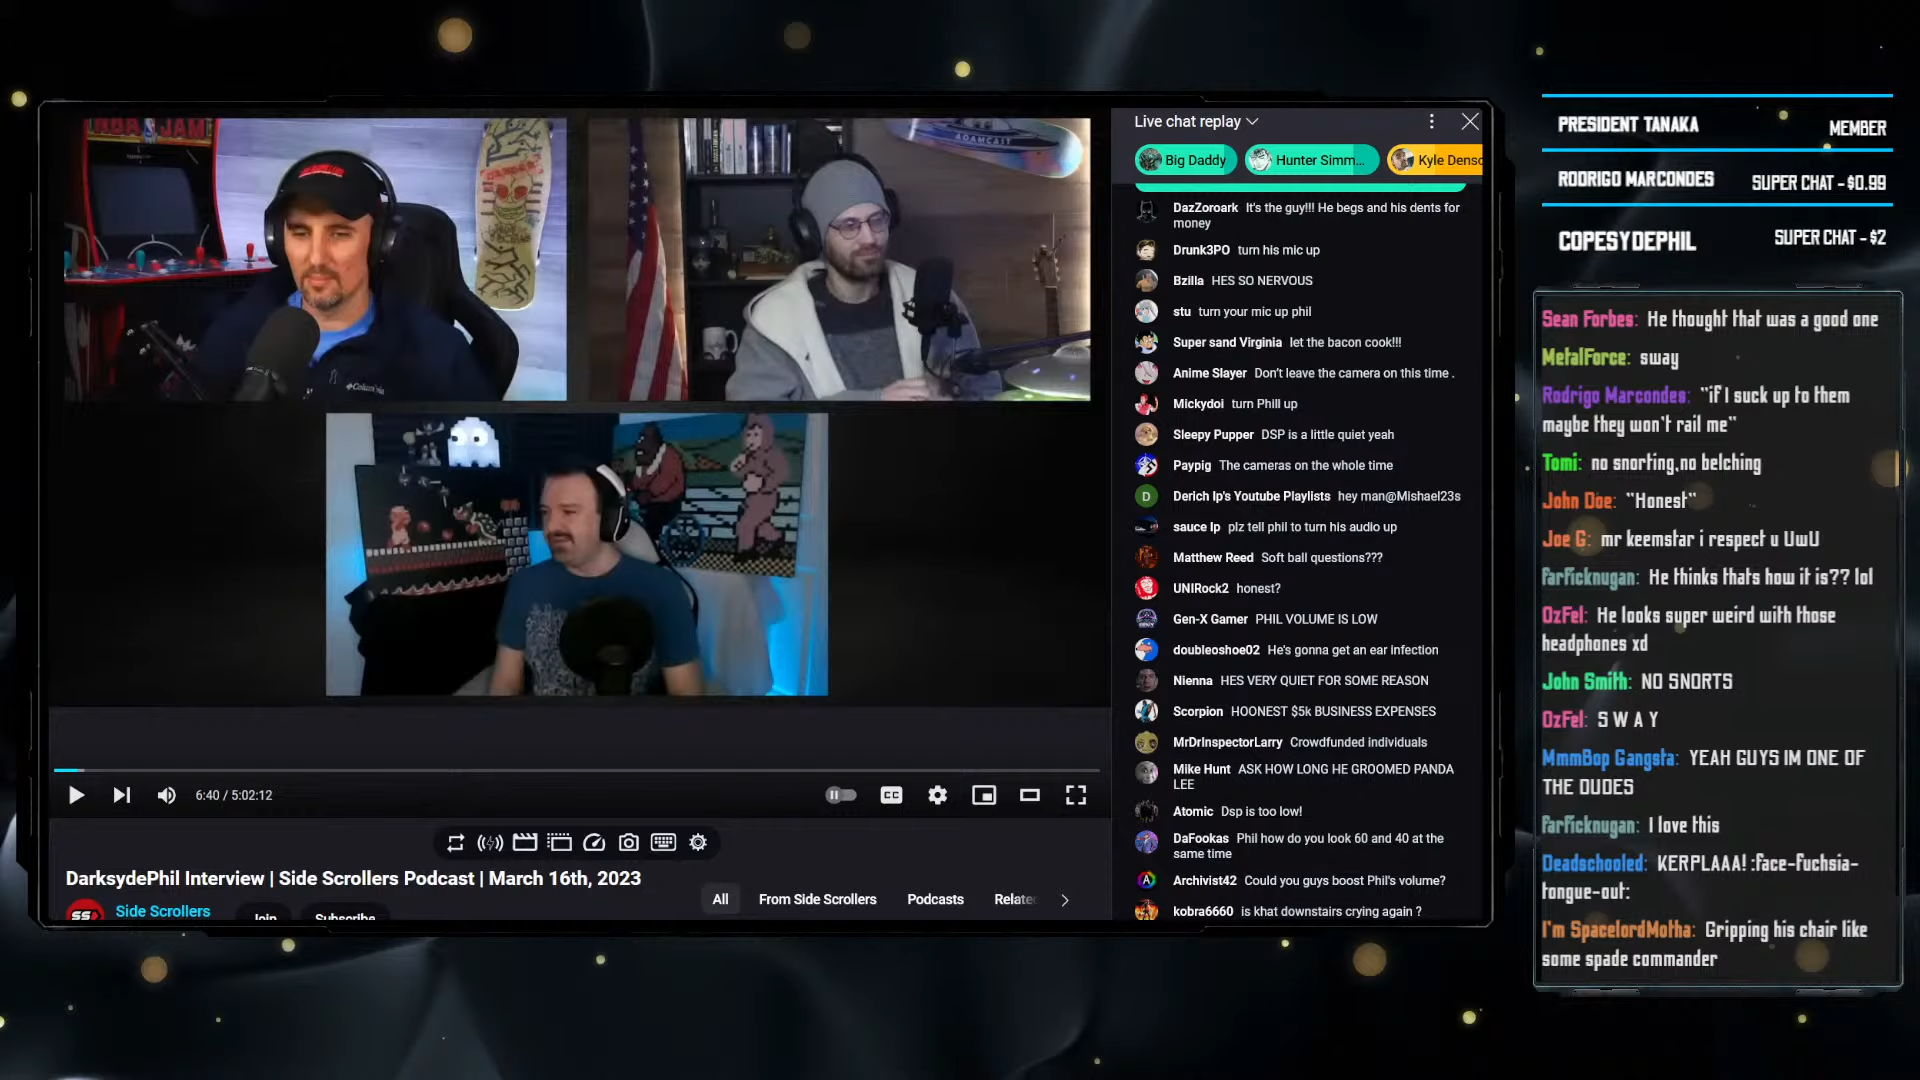 NBA JAM
ADAMCAST
Columbia
Live chat replay
Big Daddy
Hunter Simm...
Kyle Denso
DazZoroark It's the guy!!! He begs and his dents for
money
Drunk3PO turn his mic up
Bzilla HES SO NERVOUS
stu turn your mic up phil
Super sand Virginia let the bacon cook!!!
Anime Slayer Don't leave the camera on this time .
Mickydoi turn Phill up
Sleepy Pupper DSP is a little quiet yeah
Paypig The cameras on the whole time
D
Derich Ip's Youtube Playlists hey man@Mishael23s
sauce lp plz tell phil to turn his audio up
Matthew Reed Soft ball questions???
UNIRock2 honest?
Gen-X Gamer PHIL VOLUME IS LOW
doubleoshoe02 He's gonna get an ear infection
Nienna HES VERY QUIET FOR SOME REASON
Scorpion HOONEST $5k BUSINESS EXPENSES
MrDrInspectorLarry Crowdfunded individuals
Mike Hunt ASK HOW LONG HE GROOMED PANDA
LEE
Atomic Dsp is too low!
DaFookas Phil how do you look 60 and 40 at the
same time
A
Archivist42 Could you guys boost Phil's volume?
kobra6660 is khat downstairs crying again ?
6:40 / 5:02:12
CC
DarksydePhil Interview | Side Scrollers Podcast | March 16th, 2023
SS
Side Scrollers
Join
Subscribe
All
From Side Scrollers
Podcasts
Relate
PRESIDENT TANAKA
MEMBER
RODRIGO MARCONDES
SUPER CHAT - $0.99
COPESYDEPHIL
SUPER CHAT - $2
Sean Forbes: He thought that was a good one
MetalForce: sway
Rodrigo Marcondes: "if I suck up to them
maybe they won't rail me"
Tomi: no snorting,no belching
John Doe: "Honest"
Joe G: mr keemstar i respect u UwU
farficknugan: He thinks thats how it is?? lol
OzFel: He looks super weird with those
headphones xd
John Smith: NO SNORTS
OzFel: S W A Y
MmmBop Gangsta: YEAH GUYS IM ONE OF
THE DUDES
farficknugan: I love this
Deadschooled: KERPLAAA! :face-fuchsia-
tongue-out:
I'm SpacelordMotha: Gripping his chair like
some spade commander